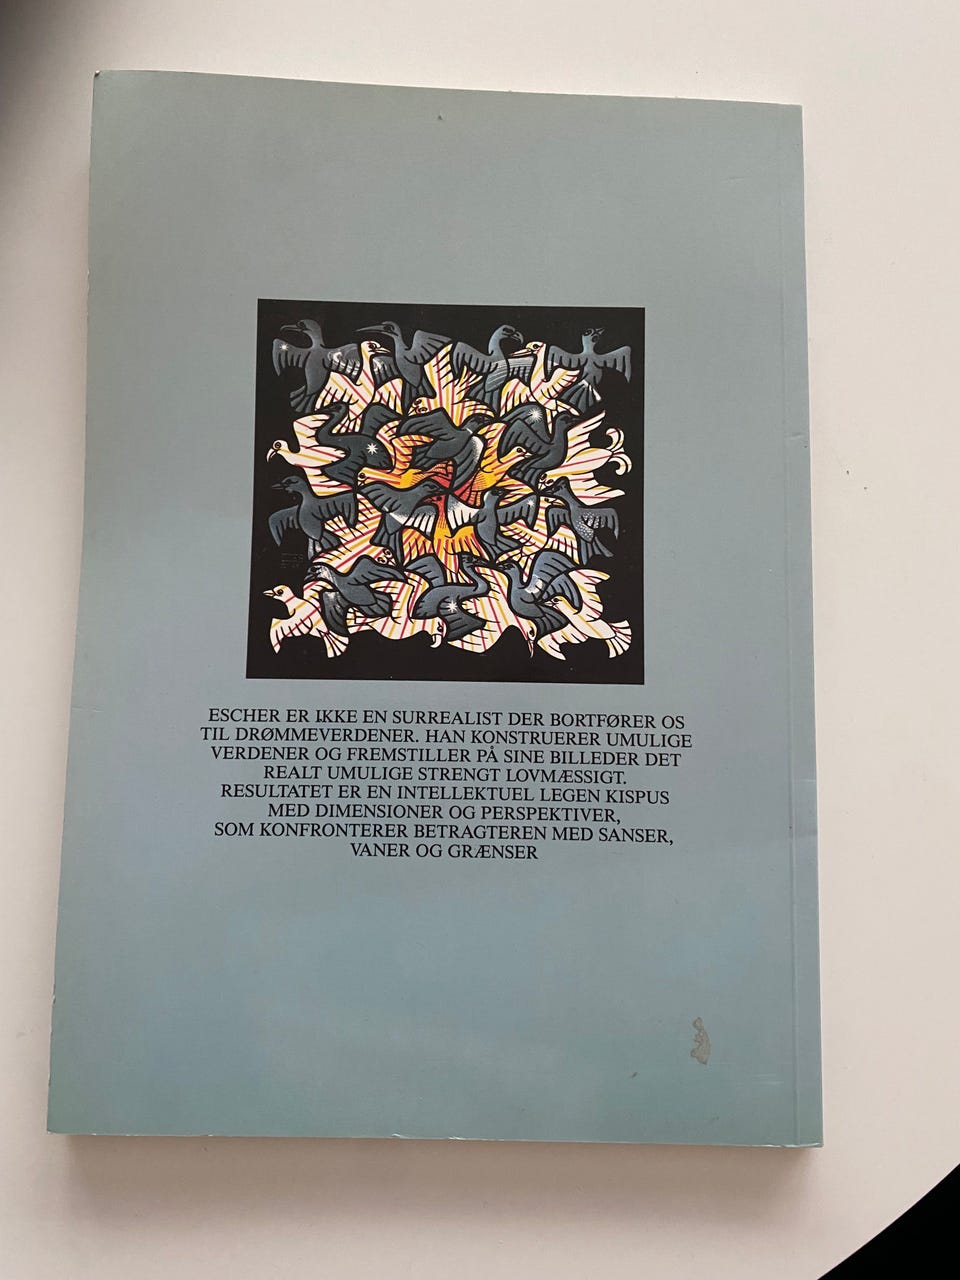 ESCHER ER IKKE EN SURREALIST DER BORTFØRER OS
TIL DRØMMEVERDENER. HAN KONSTRUERER UMULIGE
VERDENER OG FREMSTILLER PÅ SINE BILLEDER DET
REALT UMULIGE STRENGT LOVMÆSSIGT.
RESULTATET ER EN INTELLEKTUEL LEGEN KISPUS
MED DIMENSIONER OG PERSPEKTIVER,
SOM KONFRONTERER BETRAGTEREN MED SANSER,
VANER OG GRÆNSER